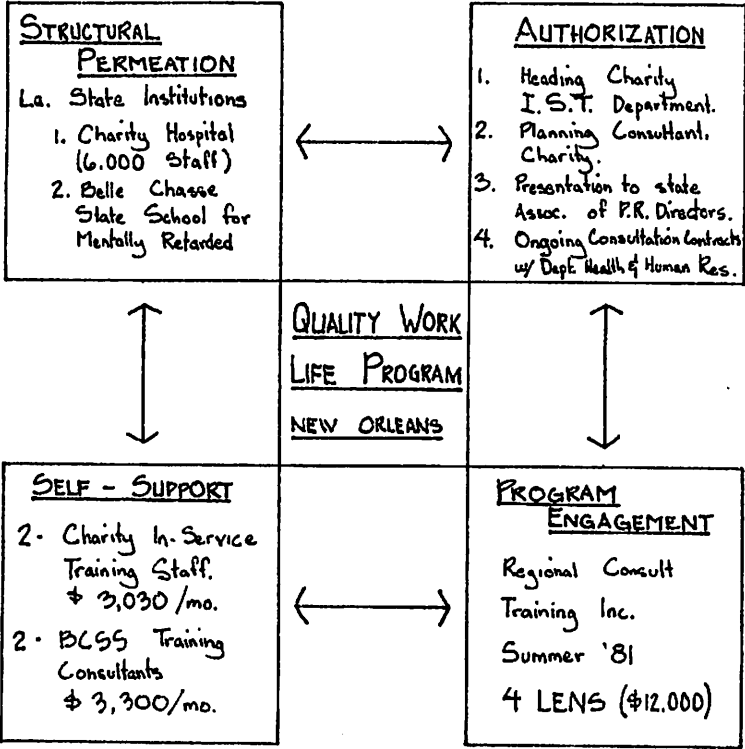 STRUCTURAL
PERMEATION
La. State Institutions
1. Charity Hospital
(6,000 Staff)
2. Belle Chasse
State School for
Mentally Retarded
AUTHORIZATION
1. Heading Charity
I.S.T. Department.
2. Planning Consultant.
Charity.
3. Presentation to state
Assoc. of P.R. Directors.
4. Ongoing Consultation Contracts
w/ Dept. Health & Human Res.
QUALITY WORK
LIFE PROGRAM
NEW ORLEANS
SELF - SUPPORT
2 - Charity In-Service
Training Staff.
$ 3,030 /mo.
2 - BCSS Training
Consultants
$ 3,300/mo.
PROGRAM
ENGAGEMENT
Regional Consult
Training Inc.
Summer '81
4 LENS ($12,000)